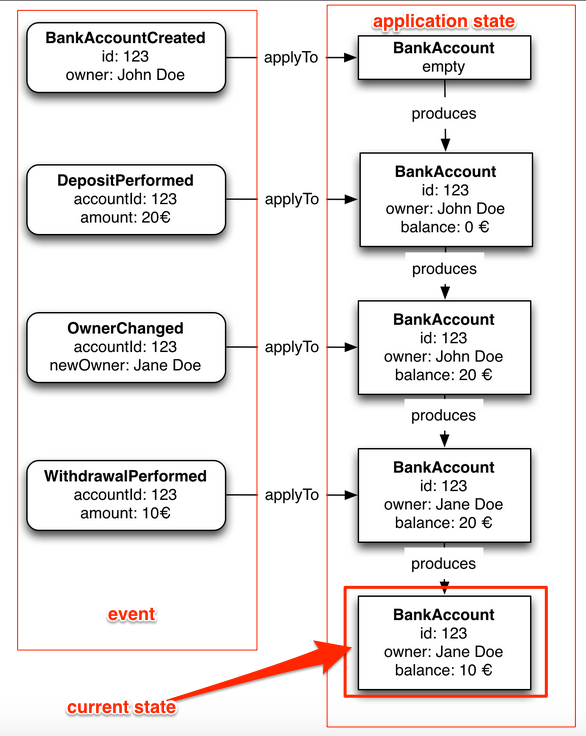 application state
BankAccountCreated
id: 123
owner: John Doe
applyTo
BankAccount
empty
produces
DepositPerformed
accountId: 123
amount: 20€
applyTo
BankAccount
id: 123
owner: John Doe
balance: 0 €
produces
OwnerChanged
accountId: 123
newOwner: Jane Doe
applyTo
BankAccount
id: 123
owner: John Doe
balance: 20 €
produces
WithdrawalPerformed
accountId: 123
amount: 10€
applyTo
BankAccount
id: 123
owner: Jane Doe
balance: 20 €
produces
event
BankAccount
id: 123
owner: Jane Doe
balance: 10 €
current state